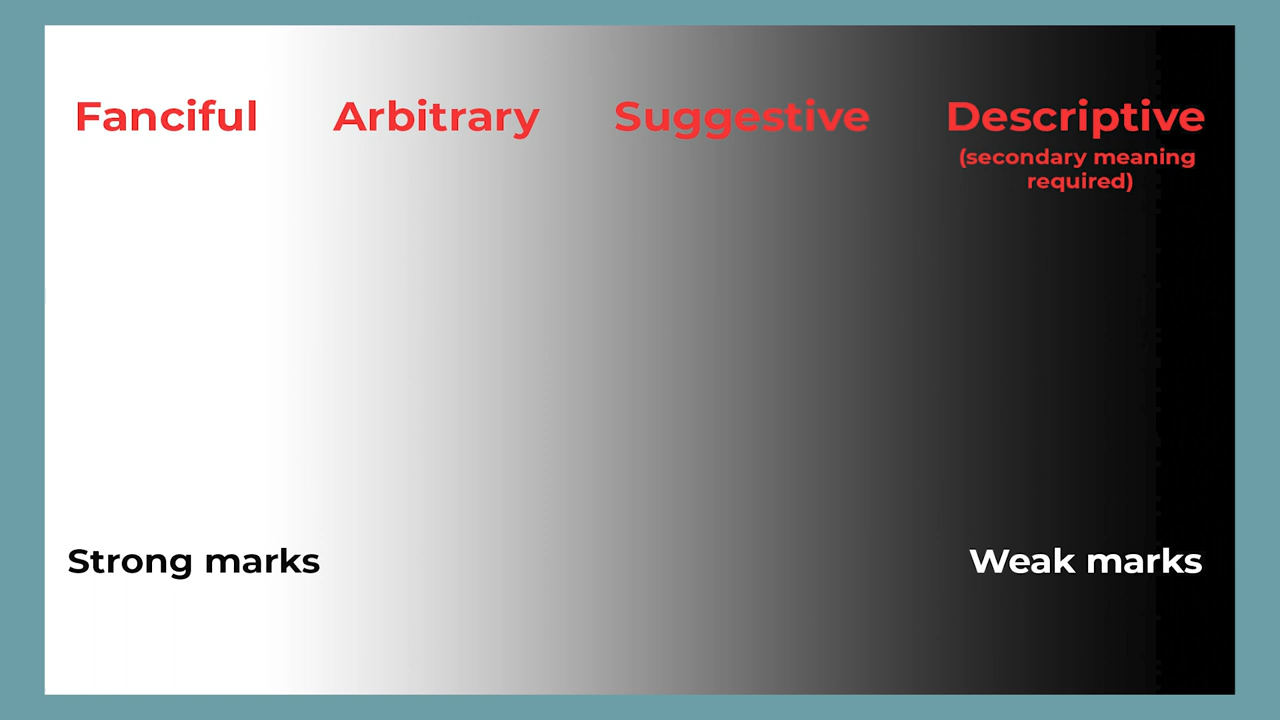 Fanciful
Arbitrary
Suggestive
Descriptive
(secondary meaning
required)
Strong marks
Weak marks